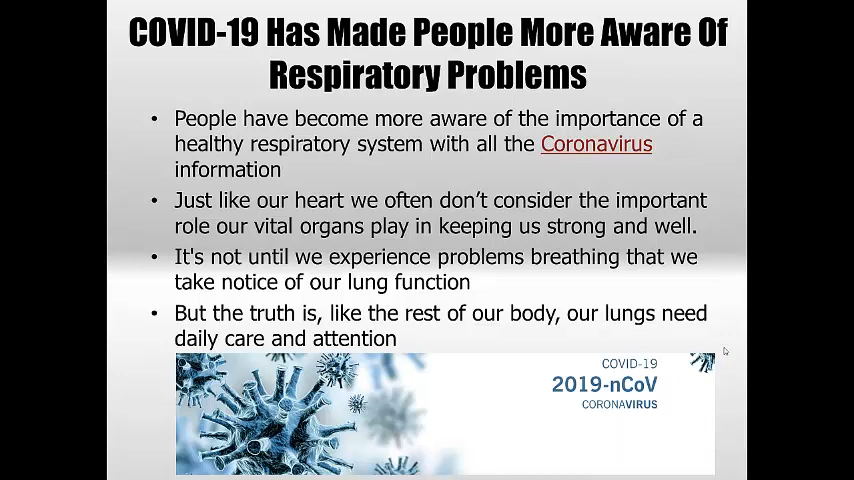 COVID-19 Has Made People More Aware Of
Respiratory Problems
• People have become more aware of the importance of a
healthy respiratory system with all the Coronavirus
information
• Just like our heart we often don't consider the important
role our vital organs play in keeping us strong and well.
• It's not until we experience problems breathing that we
take notice of our lung function
• But the truth is, like the rest of our body, our lungs need
daily care and attention
COVID-19
2019-nCoV
CORONAVIRUS